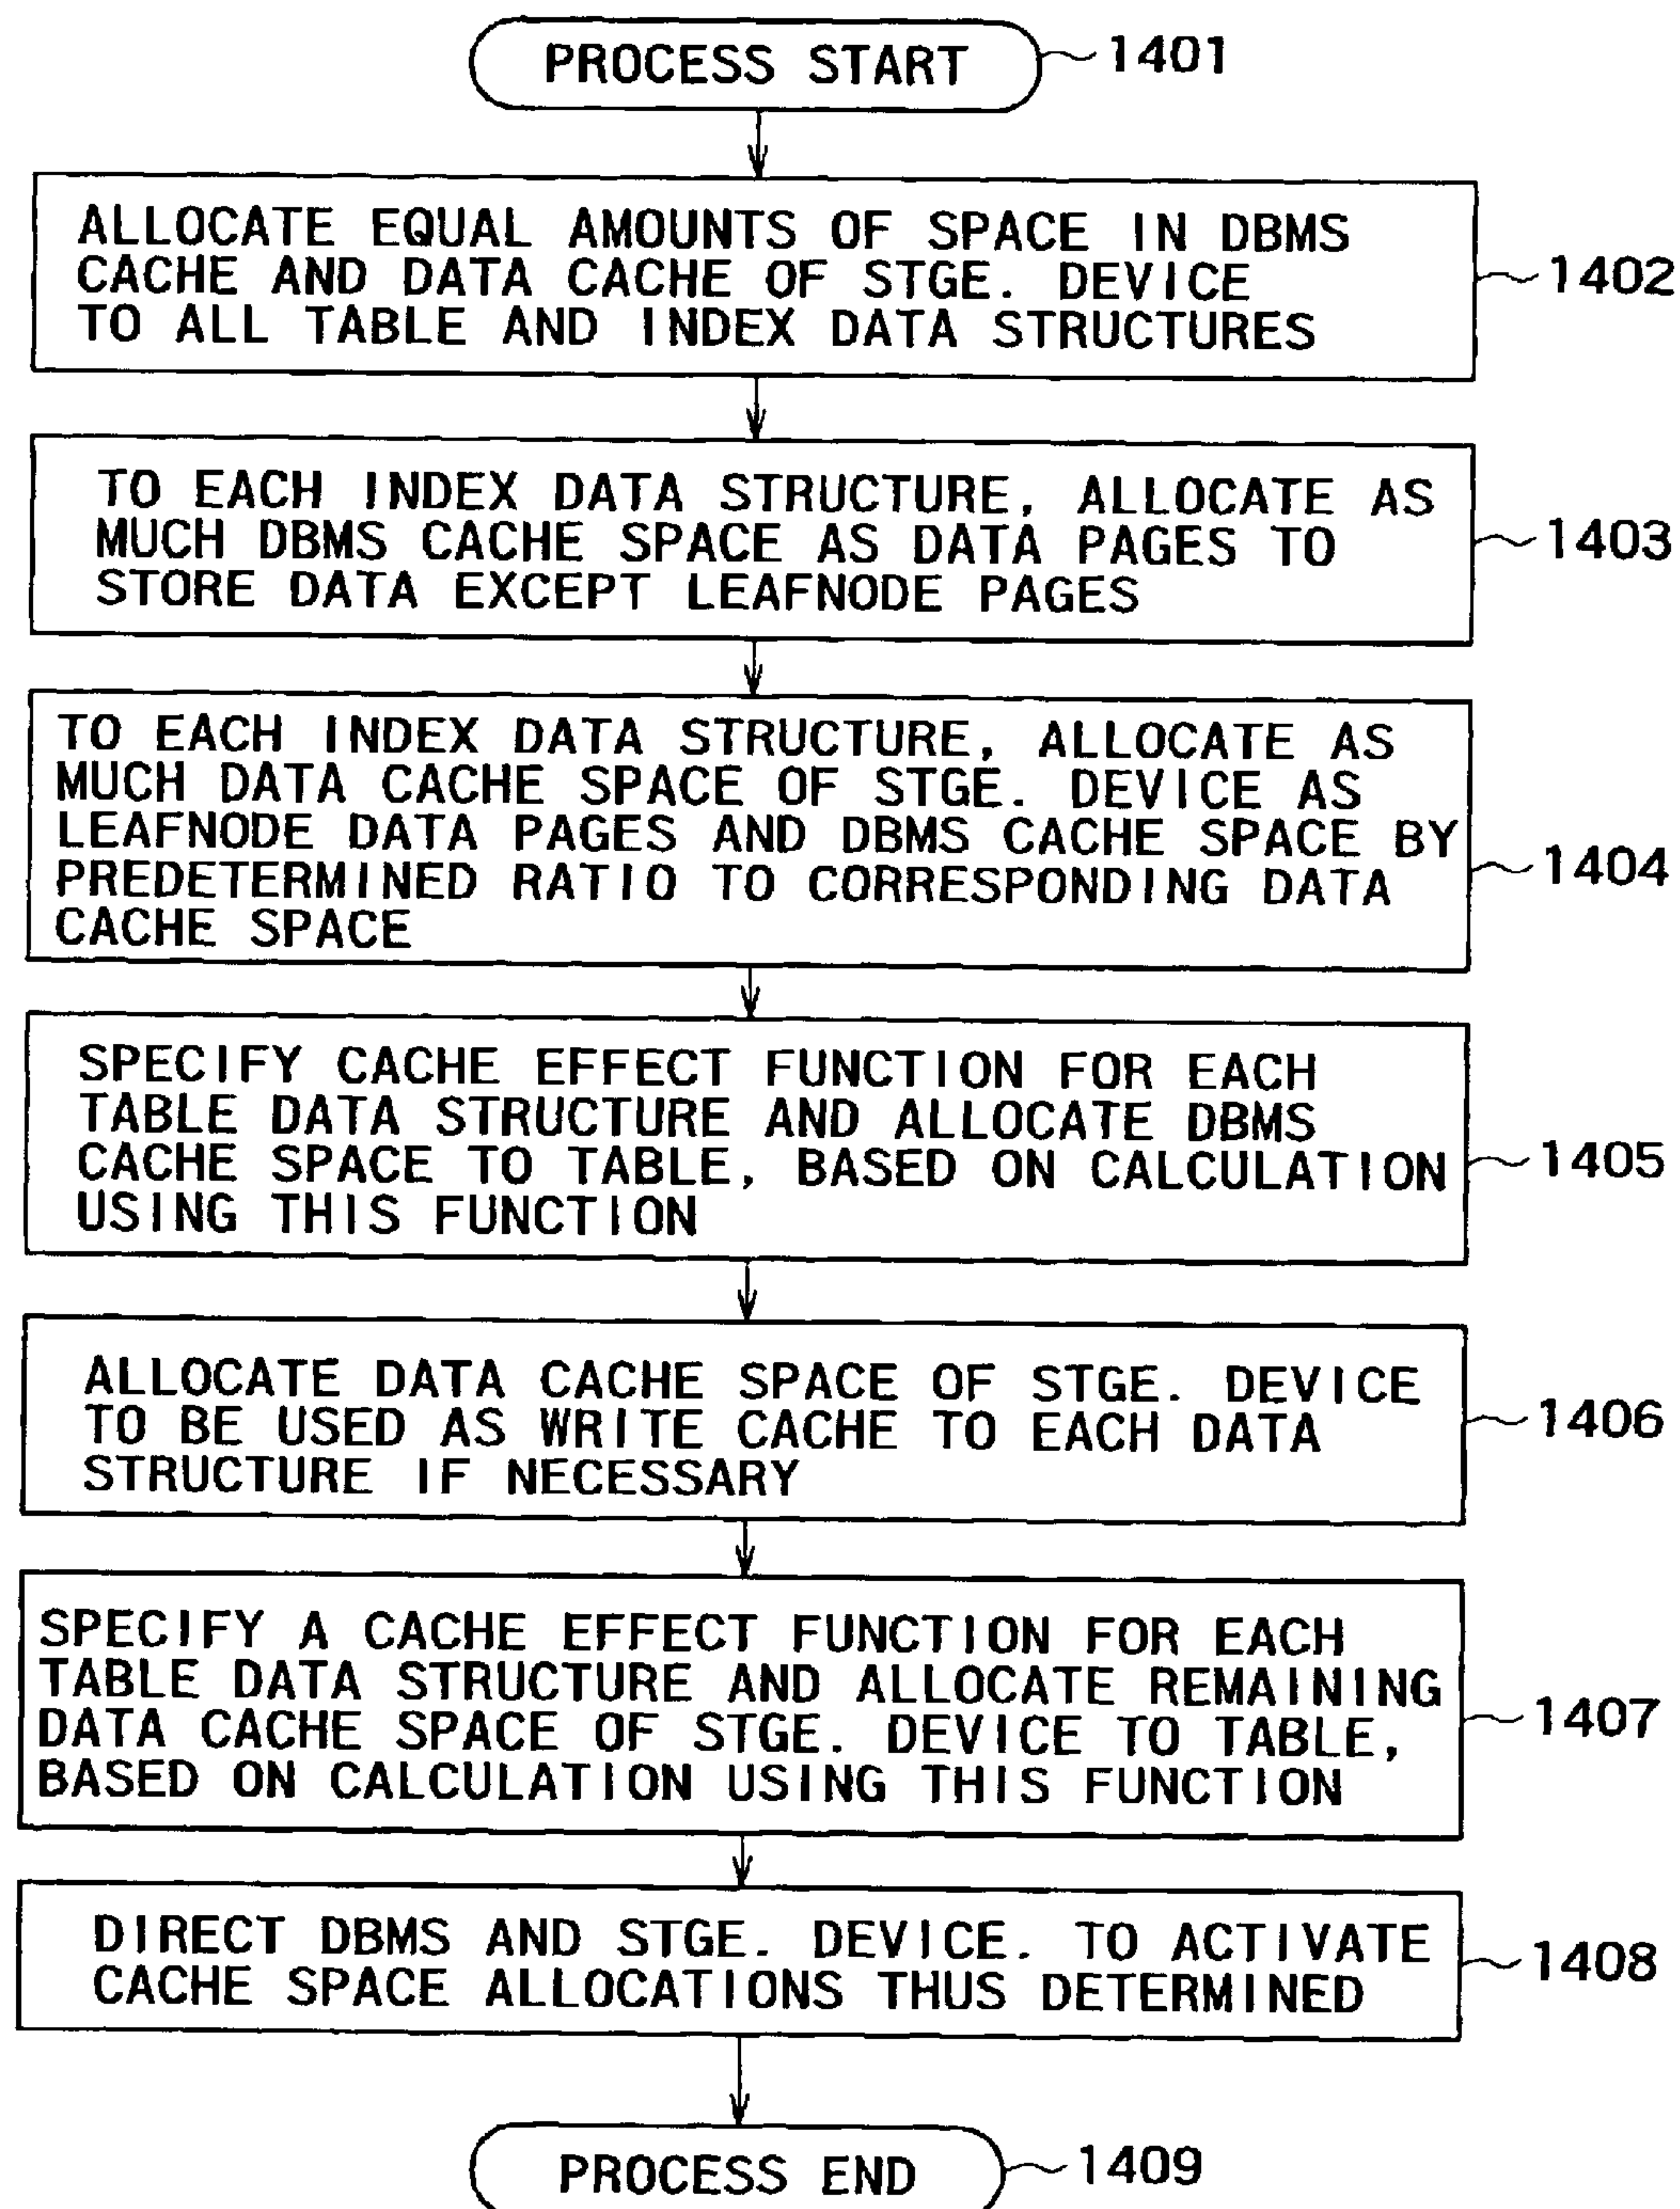 PROCESS START
1401
ALLOCATE EQUAL AMOUNTS OF SPACE IN DBMS
CACHE AND DATA CACHE OF STGE. DEVICE
TO ALL TABLE AND INDEX DATA STRUCTURES
1402
TO EACH INDEX DATA STRUCTURE, ALLOCATE AS
MUCH DBMS CACHE SPACE AS DATA PAGES TO
STORE DATA EXCEPT LEAFNODE PAGES
1403
TO EACH INDEX DATA STRUCTURE, ALLOCATE AS
MUCH DATA CACHE SPACE OF STGE. DEVICE AS
LEAFNODE DATA PAGES AND DBMS CACHE SPACE BY
PREDETERMINED RATIO TO CORRESPONDING DATA
CACHE SPACE
1404
SPECIFY CACHE EFFECT FUNCTION FOR EACH
TABLE DATA STRUCTURE AND ALLOCATE DBMS
CACHE SPACE TO TABLE, BASED ON CALCULATION
USING THIS FUNCTION
1405
ALLOCATE DATA CACHE SPACE OF STGE. DEVICE
TO BE USED AS WRITE CACHE TO EACH DATA
STRUCTURE IF NECESSARY
1406
SPECIFY A CACHE EFFECT FUNCTION FOR EACH
TABLE DATA STRUCTURE AND ALLOCATE REMAINING
DATA CACHE SPACE OF STGE. DEVICE TO TABLE,
BASED ON CALCULATION USING THIS FUNCTION
1407
DIRECT DBMS AND STGE. DEVICE. TO ACTIVATE
CACHE SPACE ALLOCATIONS THUS DETERMINED
1408
PROCESS END
1409